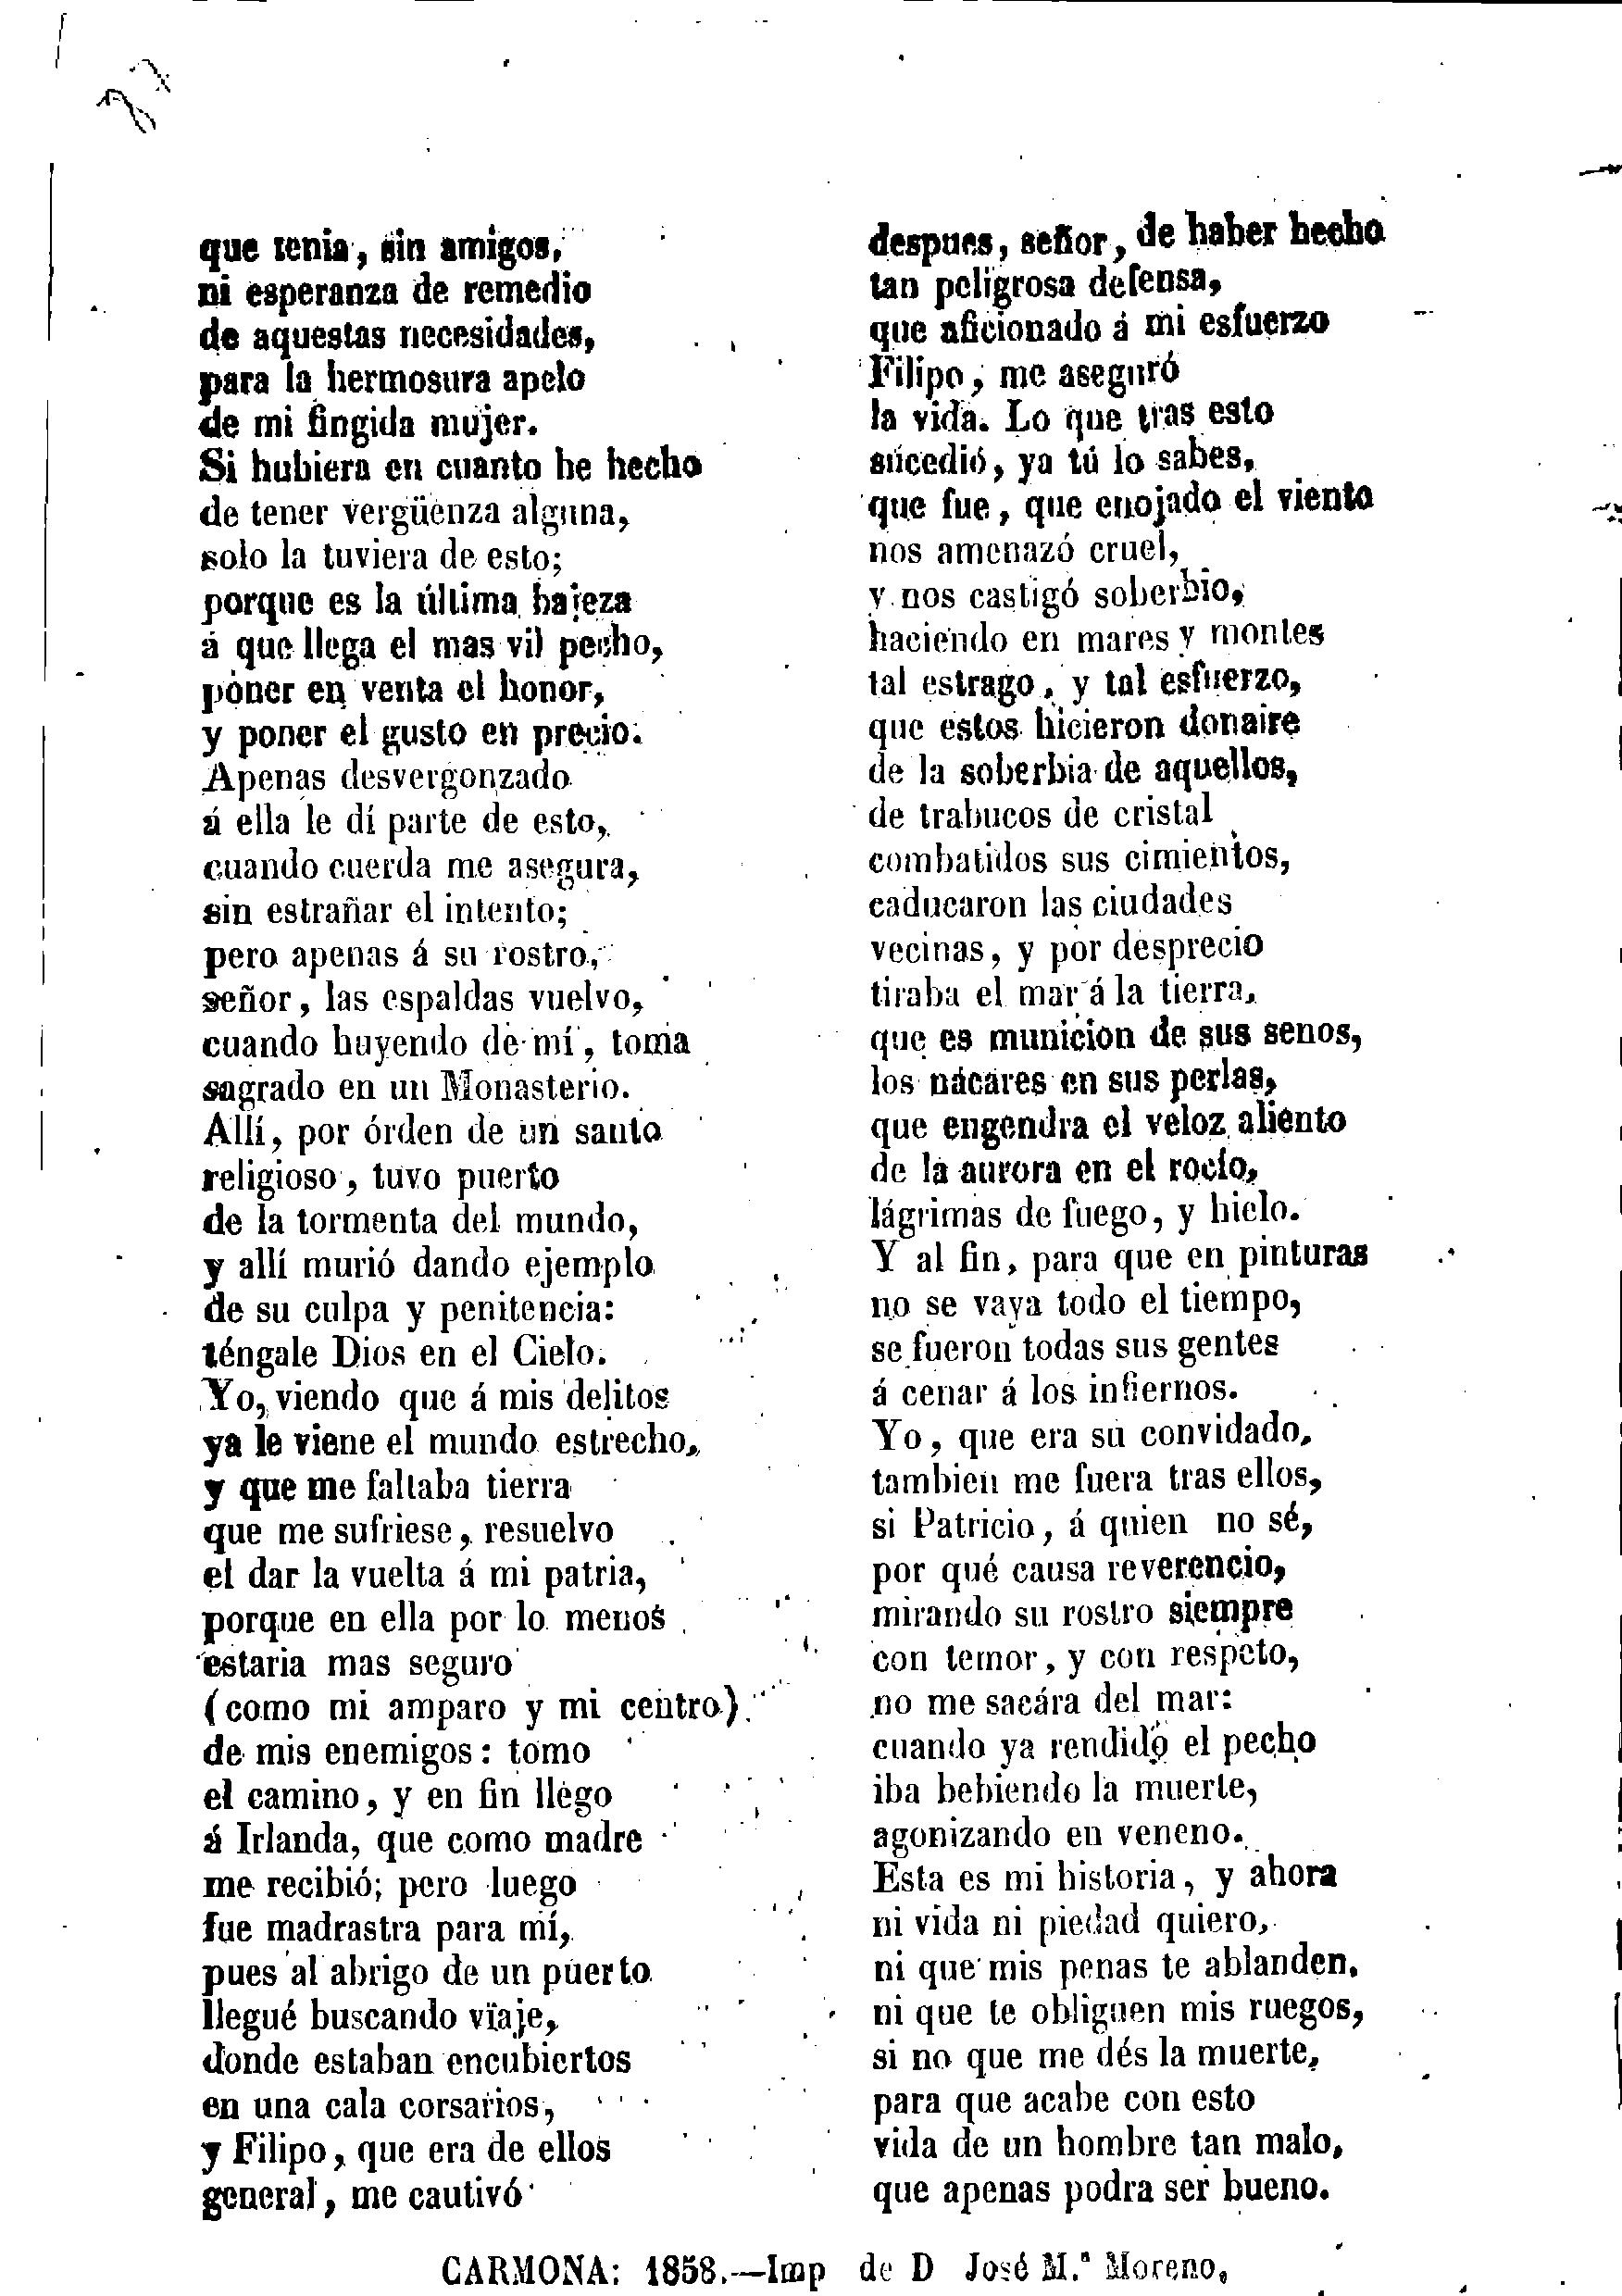 que tenia, sin amigos,
ni esperanza de remedio
de aquestas necesidades,
para la hermosura apelo
de mi fingida mujer.
Si hubiera en cuanto he hecho
de tener vergüenza alguna,
solo la tuviera de esto;
porque es la última bajeza
á que llega el mas vil pecho,
poner en venta el honor,
y poner el gusto en precio.
Apenas desvergonzado
á ella le dí parte de esto,
cuando cuerda me asegura,
sin estrañar el intento;
pero apenas á su rostro,
señor, las espaldas vuelvo,
cuando huyendo de mí, toma
sagrado en un Monasterio.
Allí, por órden de un santo
religioso, tuvo puerto
de la tormenta del mundo,
y allí murió dando ejemplo
de su culpa y penitencia:
téngale Dios en el Cielo.
Yo, viendo que á mis delitos
ya le viene el mundo estrecho,
y que me faltaba tierra
que me sufriese, resuelvo
el dar la vuelta á mi patria,
porque en ella por lo menos
estaria mas seguro
(como mi amparo y mi centro)
de mis enemigos: tomo
el camino, y en fin llego
á Irlanda, que como madre
me recibió; pero luego
fue madrastra para mí,
pues al abrigo de un puerto
llegué buscando vïaje,
donde estaban encubiertos
en una cala corsarios,
y Filipo, que era de ellos
general, me cautivó
despues, señor, de haber hecho
tan peligrosa defensa,
que aficionado á mi esfuerzo
Filipo, me aseguró
la vida. Lo que tras esto
sucedió, ya tú lo sabes,
que fue, que enojado el viento
nos amenazó cruel,
y nos castigó soberbio,
haciendo en mares y montes
tal estrago, y tal esfuerzo,
que estos hicieron donaire
de la soberbia de aquellos,
de trabucos de cristal
combatidos sus cimientos,
caducaron las ciudades
vecinas, y por desprecio
tiraba el mar á la tierra,
que es municion de sus senos,
los nácares en sus perlas,
que engendra el veloz aliento
de la aurora en el rocío,
lágrimas de fuego, y hielo.
Y al fin, para que en pinturas
no se vaya todo el tiempo,
se fueron todas sus gentes
á cenar á los infiernos.
Yo, que era su convidado,
tambien me fuera tras ellos,
si Patricio, á quien no sé,
por qué causa reverencio,
mirando su rostro siempre
con temor, y con respeto,
no me sacára del mar:
cuando ya rendido el pecho
iba bebiendo la muerte,
agonizando en veneno.
Esta es mi historia, y ahora
ni vida ni piedad quiero,
ni que mis penas te ablanden,
ni que te obliguen mis ruegos,
si no que me dés la muerte,
para que acabe con esto
vida de un hombre tan malo,
que apenas podra ser bueno.
CARMONA: 1858.—Imp de D José M.ª Moreno,